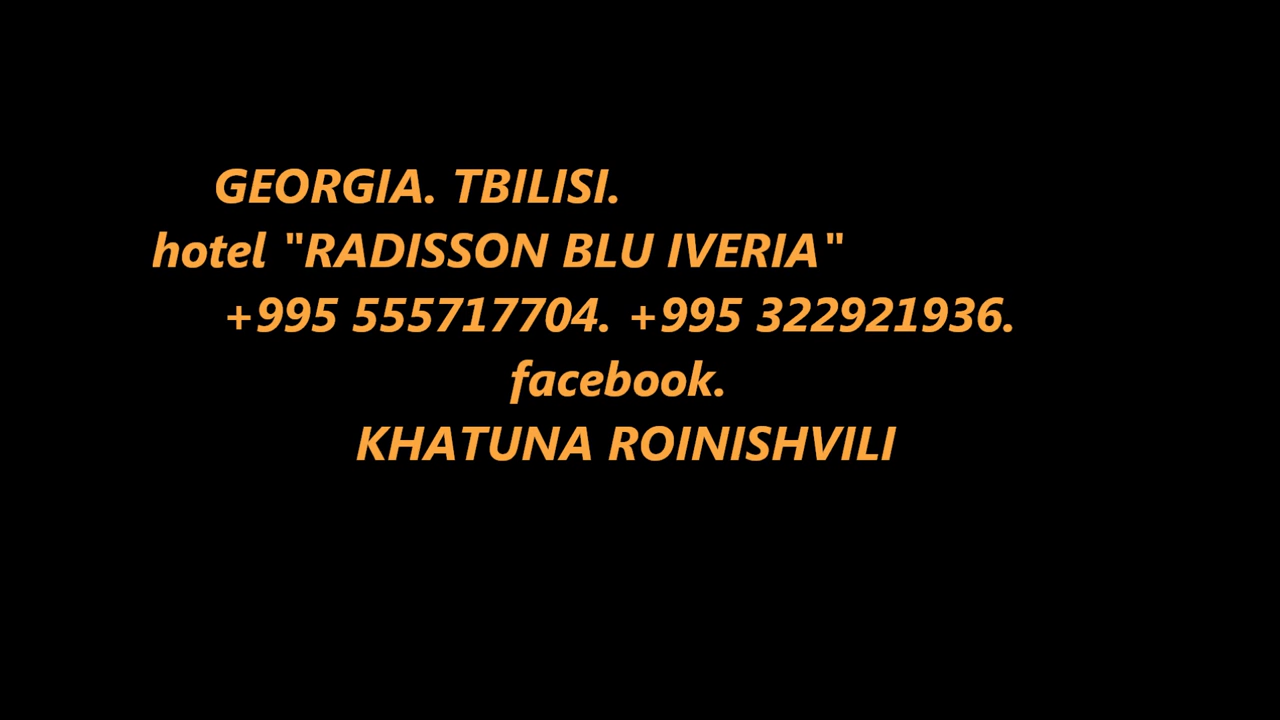 GEORGIA. TBILISI.
hotel "RADISSON BLU IVERIA"
+995 555717704. +995 322921936.
facebook.
KHATUNA ROINISHVILI